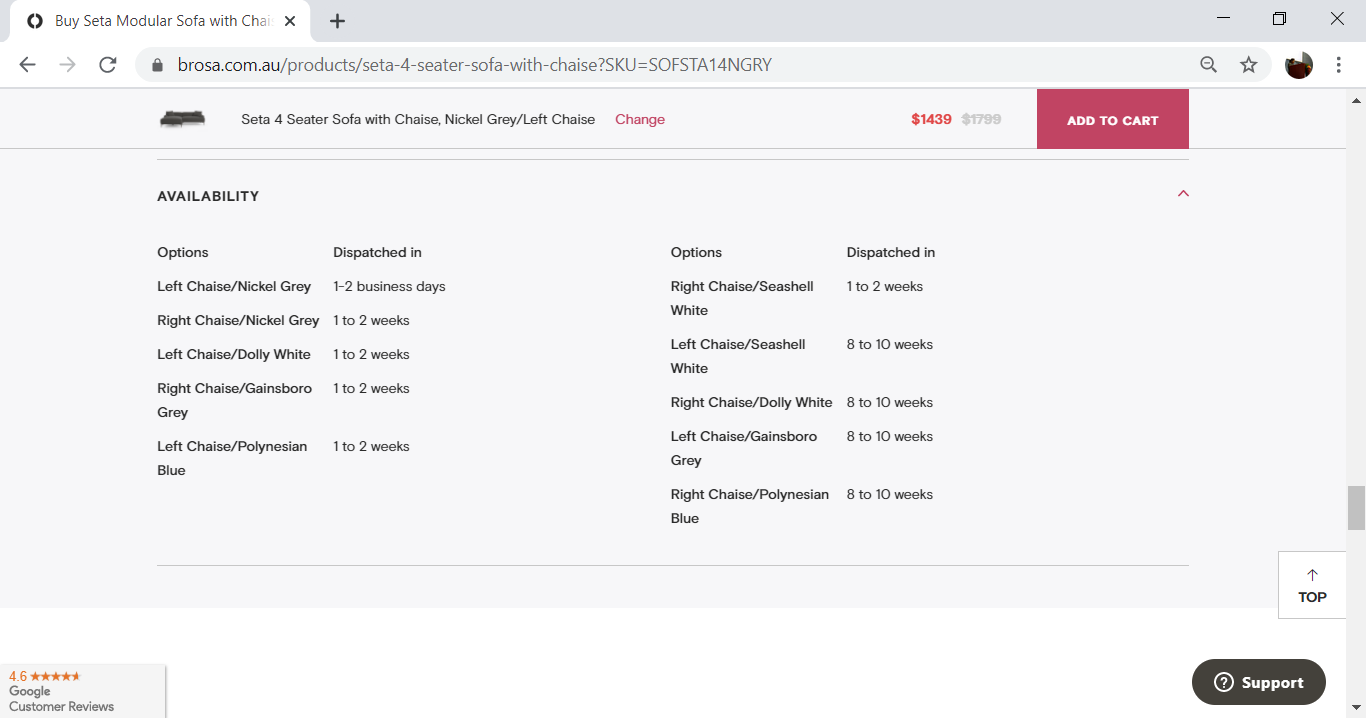 Buy Seta Modular Sofa with Chais
brosa.com.au/products/seta-4-seater-sofa-with-chaise?SKU=SOFSTA14NGRY
Seta 4 Seater Sofa with Chaise, Nickel Grey/Left Chaise Change $1439 $1799 ADD TO CART
AVAILABILITY
Options Dispatched in
Left Chaise/Nickel Grey 1-2 business days
Right Chaise/Nickel Grey 1 to 2 weeks
Left Chaise/Dolly White 1 to 2 weeks
Right Chaise/Gainsboro 1 to 2 weeks
Grey
Left Chaise/Polynesian 1 to 2 weeks
Blue
Options Dispatched in
Right Chaise/Seashell 1 to 2 weeks
White
Left Chaise/Seashell 8 to 10 weeks
White
Right Chaise/Dolly White 8 to 10 weeks
Left Chaise/Gainsboro 8 to 10 weeks
Grey
Right Chaise/Polynesian 8 to 10 weeks
Blue
TOP
4.6
Google
Customer Reviews
Support